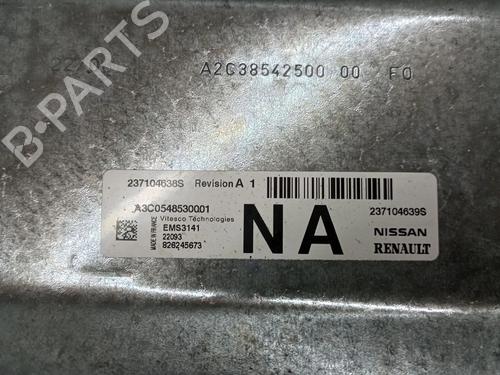 B-PARTS
A2C38542500 00 F0
237104638S Revision A 1
A3C0548530001
Vitesco Technologies
EMS3141
22093
826245673
MADE IN FRANCE
NA
237104639S
NISSAN
RENAULT